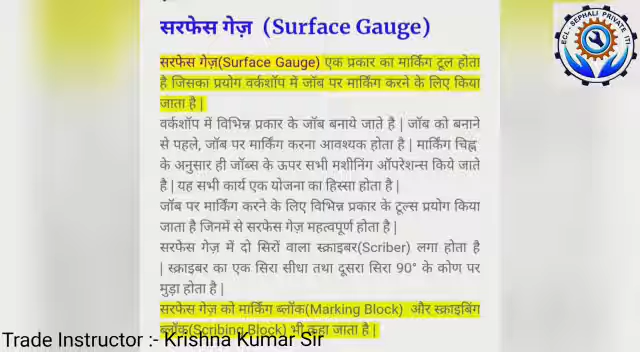 सरफेस गेज़ (Surface Gauge)
सरफेस गेज़(Surface Gauge) एक प्रकार का मार्किंग टूल होता
है जिसका प्रयोग वर्कशॉप में जॉब पर मार्किंग करने के लिए किया
जाता है |
वर्कशॉप में विभिन्न प्रकार के जॉब बनाये जाते है | जॉब को बनाने
से पहले, जॉब पर मार्किंग करना आवश्यक होता है | मार्किंग चिह्न
के अनुसार ही जॉब्स के ऊपर सभी मशीनिंग ऑपरेशन्स किये जाते
है | यह सभी कार्य एक योजना का हिस्सा होता है |
जॉब पर मार्किंग करने के लिए विभिन्न प्रकार के टूल्स प्रयोग किया
जाता है जिनमें से सरफेस गेज़ महत्वपूर्ण होता है |
सरफेस गेज़ में दो सिरों वाला स्क्राइबर(Scriber) लगा होता है
| स्क्राइबर का एक सिरा सीधा तथा दूसरा सिरा 90° के कोण पर
मुड़ा होता है |
सरफेस गेज़ को मार्किंग ब्लॉक(Marking Block) और स्क्राइबिंग
ब्लॉक(Scribing Block) भी कहा जाता है |
Trade Instructor :- Krishna Kumar Sir
ECL - SEPHALI PRIVATE ITI